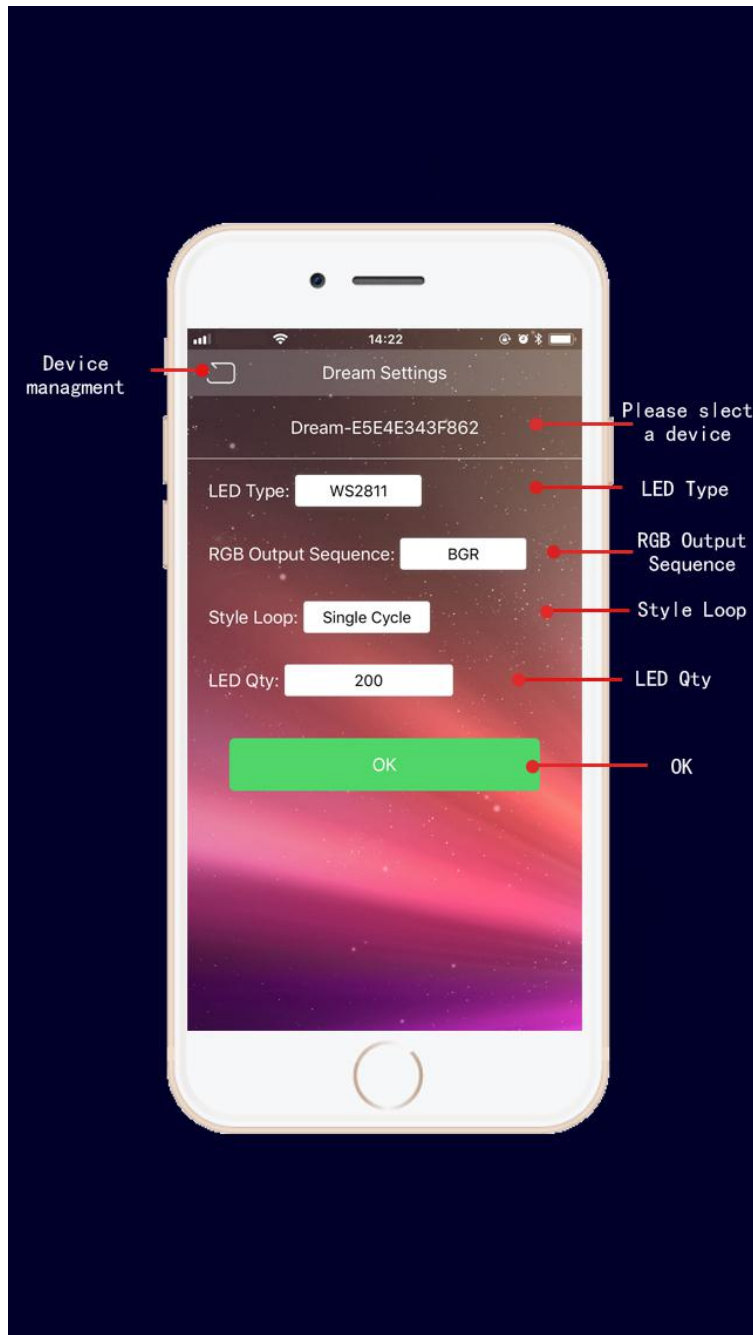 14:22
Dream Settings
Device
managment
Dream-E5E4E343F862
Please slect
a device
LED Type: WS2811
LED Type
RGB Output Sequence: BGR
RGB Output
Sequence
Style Loop: Single Cycle
Style Loop
LED Qty: 200
LED Qty
OK
OK